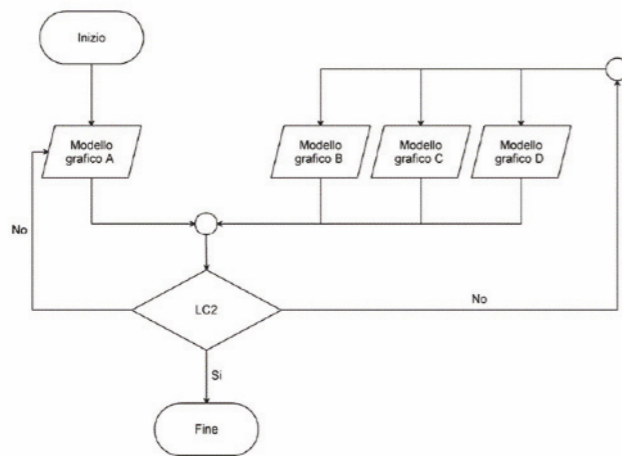 Inizio
Modello
grafico A
Modello
grafico B
Modello
grafico C
Modello
grafico D
No
LC2
No
Si
Fine